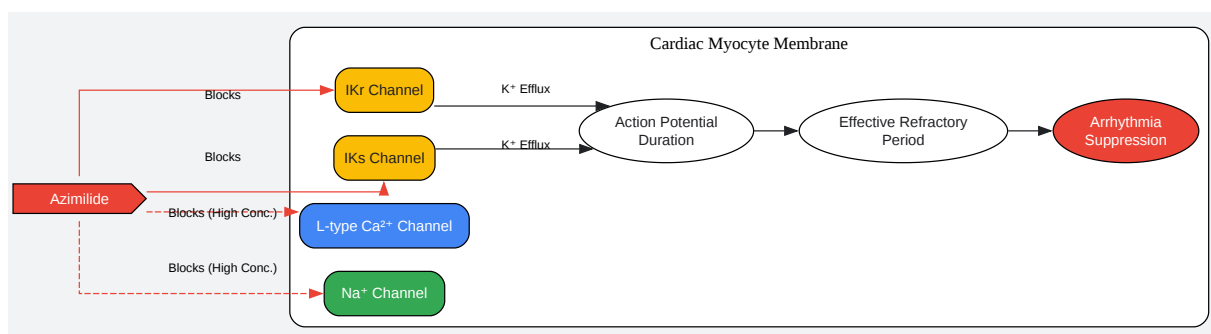 Cardiac Myocyte Membrane
Blocks
IKr Channel
K⁺ Efflux
Action Potential
Duration
Effective Refractory
Period
Arrhythmia
Suppression
Blocks
IKs Channel
K⁺ Efflux
Azimilide
Blocks (High Conc.)
L-type Ca²⁺ Channel
Blocks (High Conc.)
Na⁺ Channel